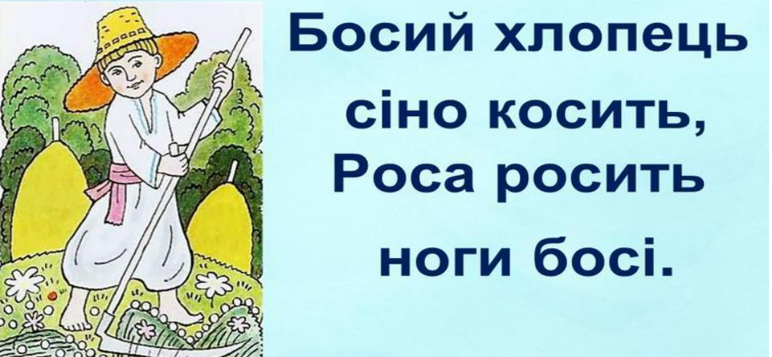 Босий хлопець
сіно косить,
Роса росить
ноги босі.